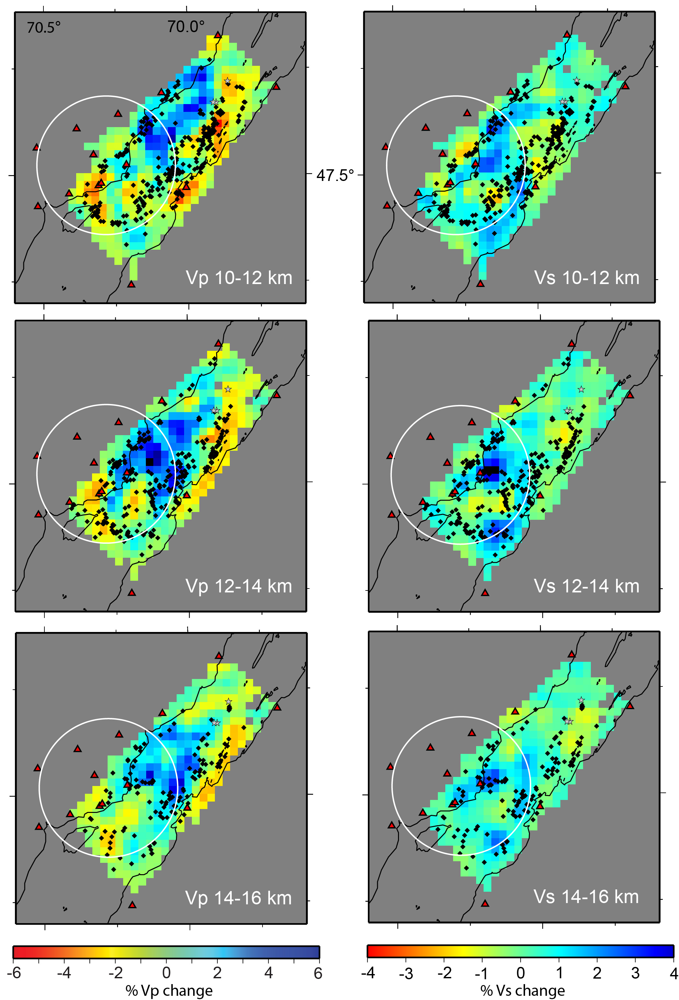 70.5° 70.0°
47.5°
Vp 10-12 km Vs 10-12 km
Vp 12-14 km Vs 12-14 km
Vp 14-16 km Vs 14-16 km
-6 -4 -2 0 2 4 6 -4 -3 -2 -1 0 1 2 3 4
% Vp change % Vs change